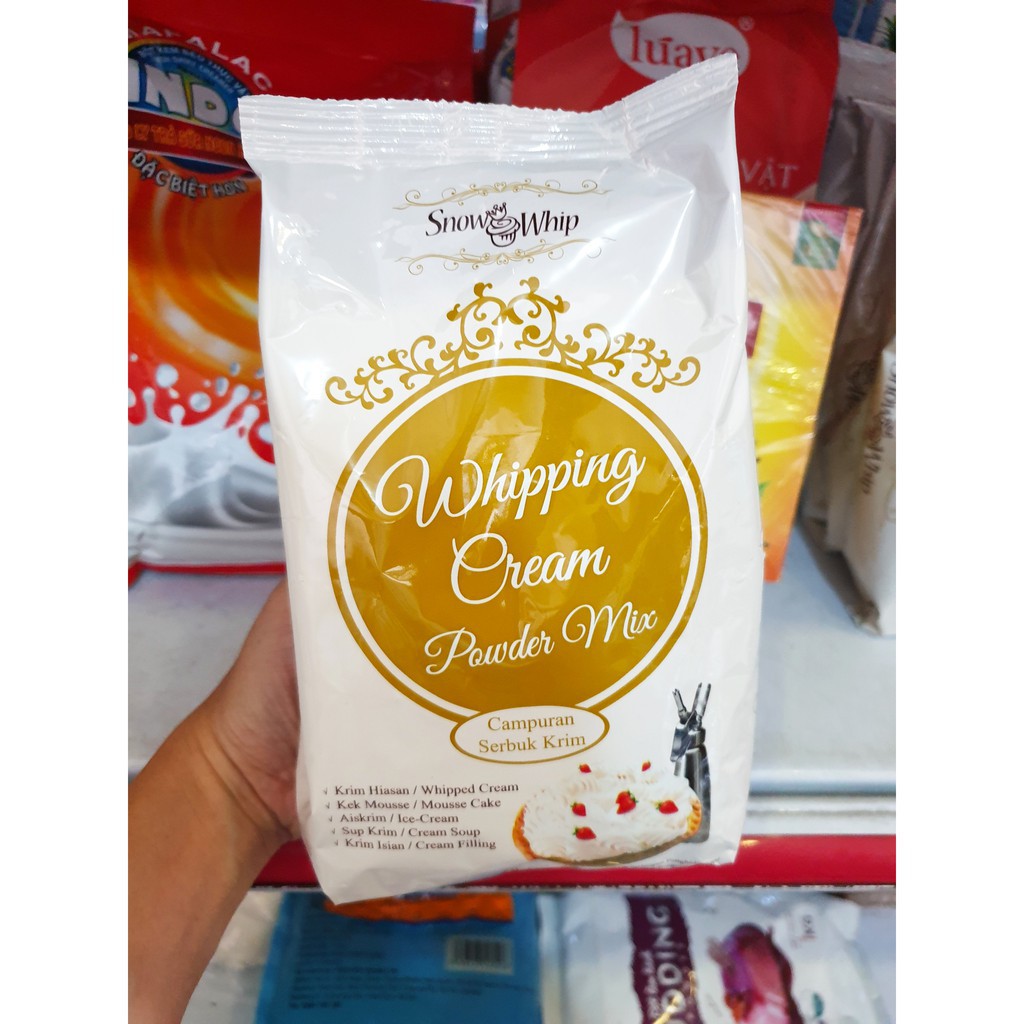 Snow Whip
Whipping
Cream
Powder Mix
Campuran
Serbuk Krim
√ Krim Hiasan / Whipped Cream
√ Kek Mousse / Mousse Cake
√ Aiskrim / Ice-Cream
√ Sup Krim / Cream Soup
√ Krim Isian / Cream Filling
ĐẶC BIỆT HƠN
lúave®
VẬT